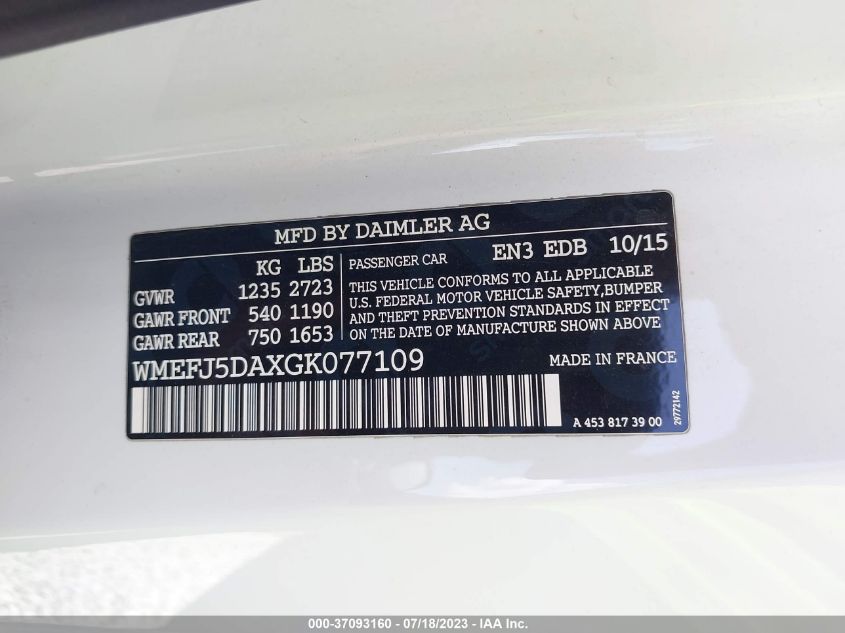 MFD BY DAIMLER AG
KG LBS
GVWR 1235 2723
GAWR FRONT 540 1190
GAWR REAR 750 1653
PASSENGER CAR EN3 EDB 10/15
THIS VEHICLE CONFORMS TO ALL APPLICABLE
U.S. FEDERAL MOTOR VEHICLE SAFETY,BUMPER
AND THEFT PREVENTION STANDARDS IN EFFECT
ON THE DATE OF MANUFACTURE SHOWN ABOVE
WMEFJ5DAXGK077109 MADE IN FRANCE
A 453 817 39 00
29772142
000-37093160 - 07/18/2023 - IAA Inc.